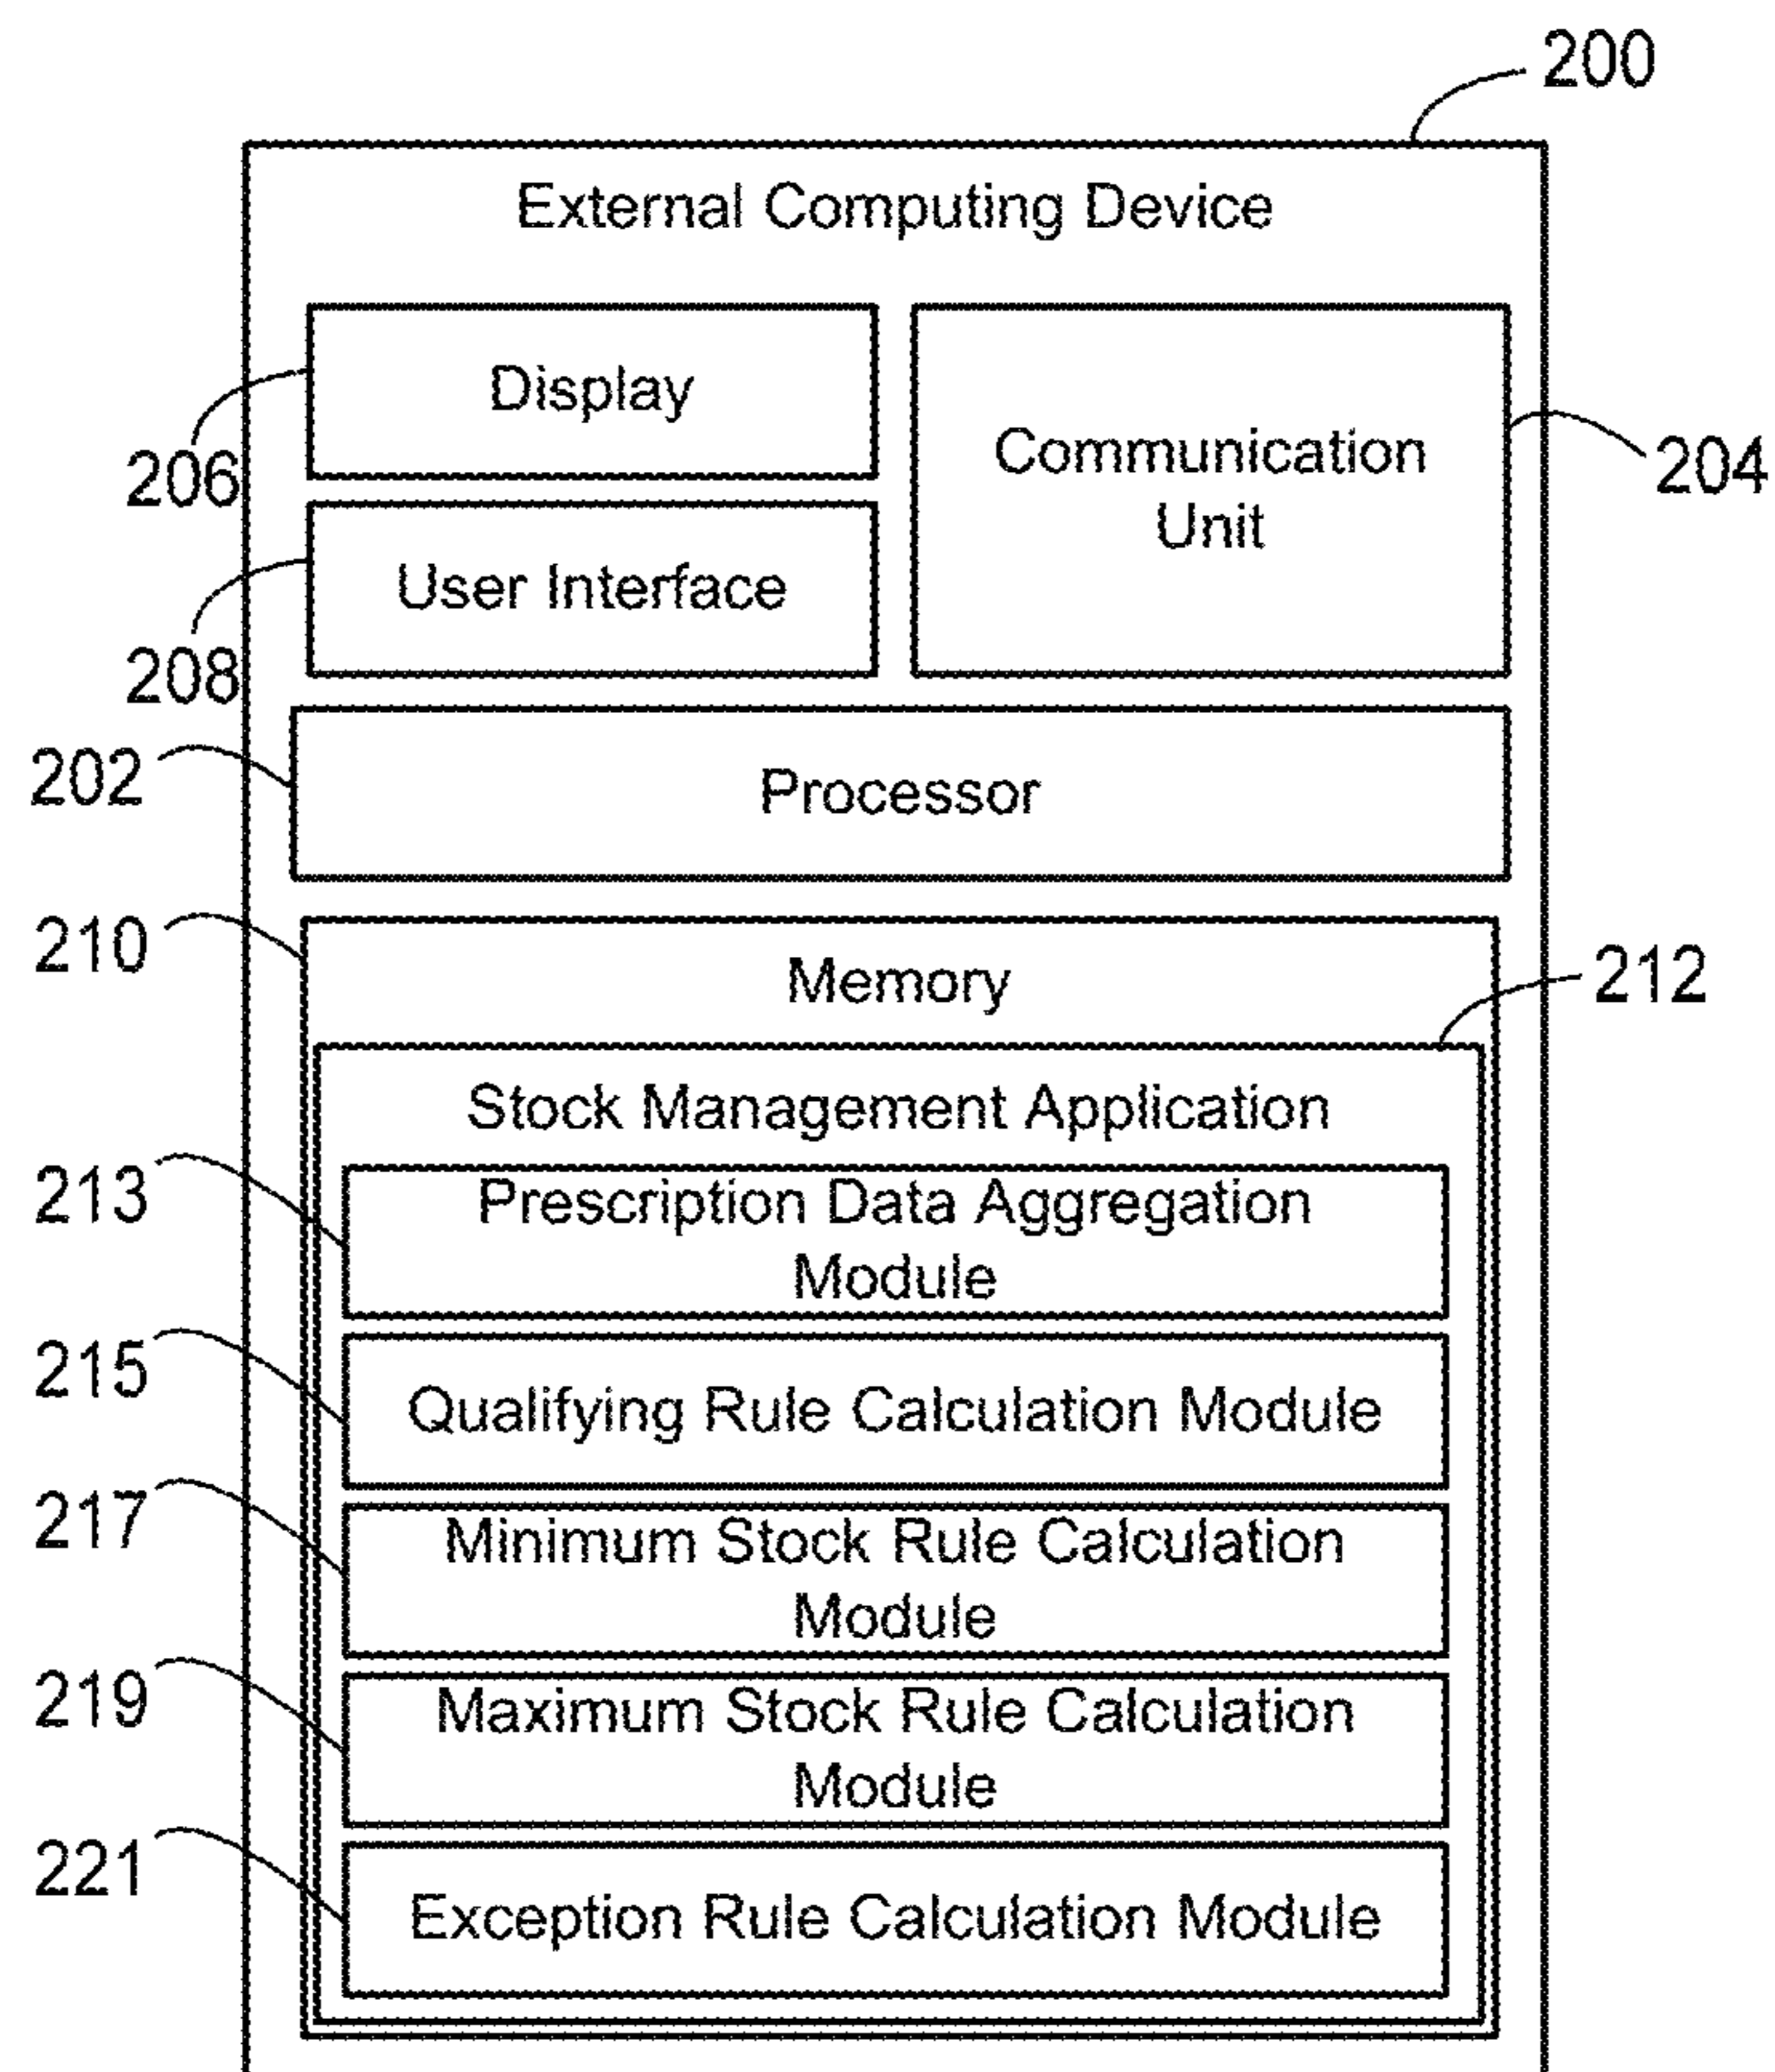 200
External Computing Device
Display
206
Communication
Unit
204
User Interface
208
Processor
202
210
Memory
212
Stock Management Application
213
Prescription Data Aggregation
Module
215
Qualifying Rule Calculation Module
217
Minimum Stock Rule Calculation
Module
219
Maximum Stock Rule Calculation
Module
221
Exception Rule Calculation Module